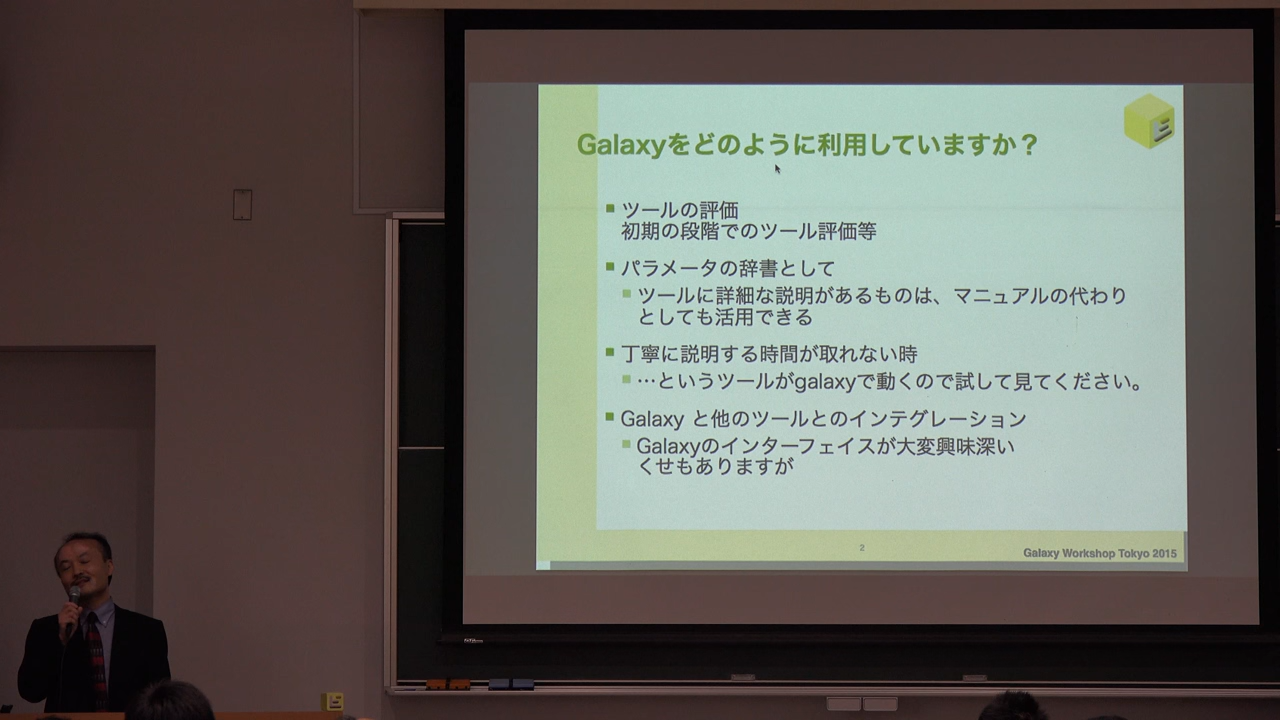 Galaxyをどのように利用していますか？
ツールの評価
初期の段階でのツール評価等
パラメータの辞書として
ツールに詳細な説明があるものは、マニュアルの代わり
としても活用できる
丁寧に説明する時間が取れない時
…というツールがgalaxyで動くので試して見てください。
Galaxy と他のツールとのインテグレーション
Galaxyのインターフェイスが大変興味深い
くせもありますが
2
Galaxy Workshop Tokyo 2015